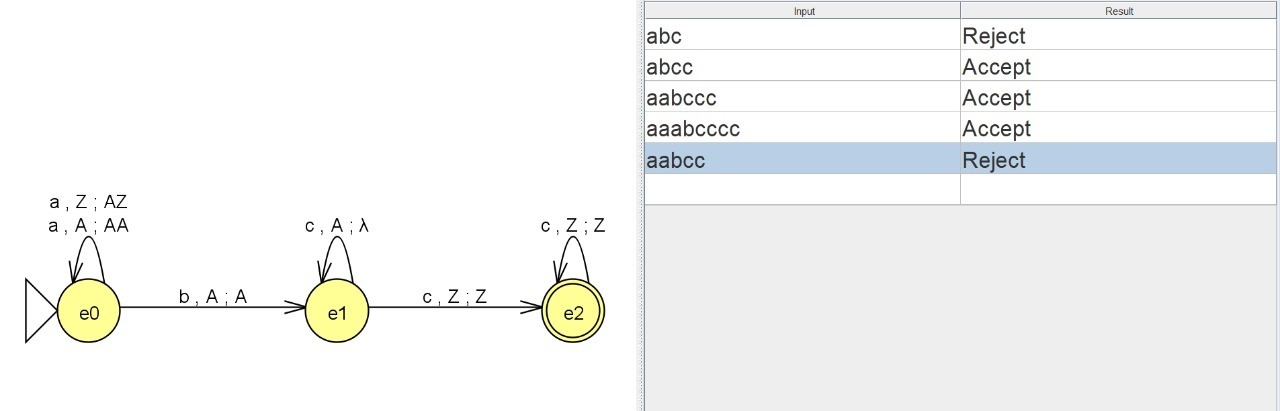 a , Z ; AZ
a , A ; AA
c , A ; λ
c , Z ; Z
b , A ; A
c , Z ; Z
e0
e1
e2
Input Result
abc Reject
abcc Accept
aabccc Accept
aaabcccc Accept
aabcc Reject